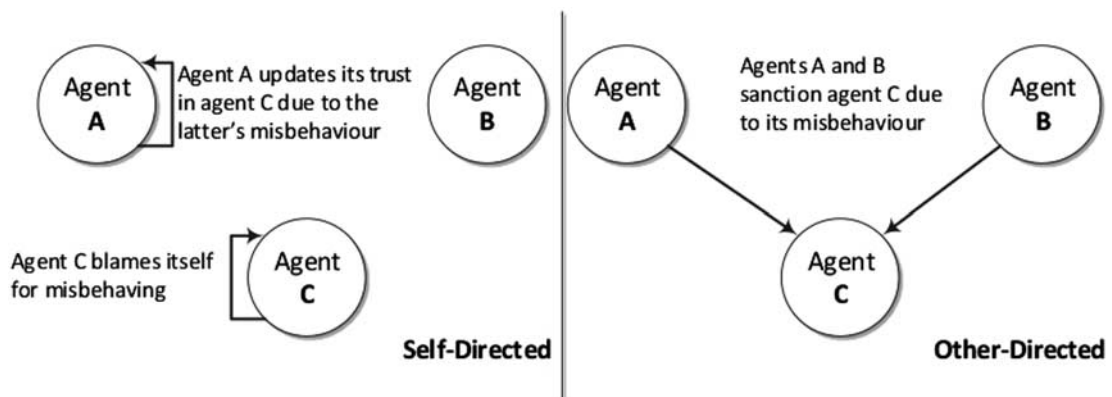 Agent
A
Agent A updates its trust
in agent C due to the
latter's misbehaviour
Agent
B
Agent C blames itself
for misbehaving
Agent
C
Self-Directed
Agent
A
Agents A and B
sanction agent C due
to its misbehaviour
Agent
B
Agent
C
Other-Directed